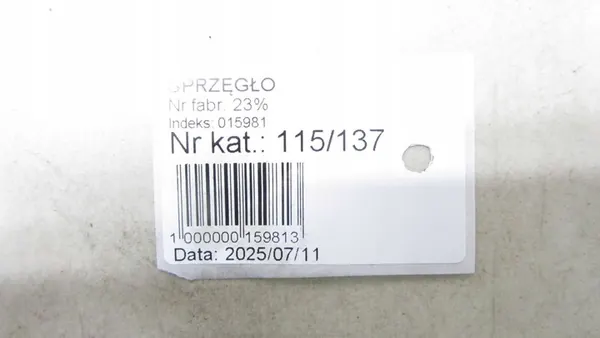 SPRZĘGŁO
Nr fabr. 23%
Indeks: 015981
Nr kat.: 115/137
1 000000 159813
Data: 2025/07/11